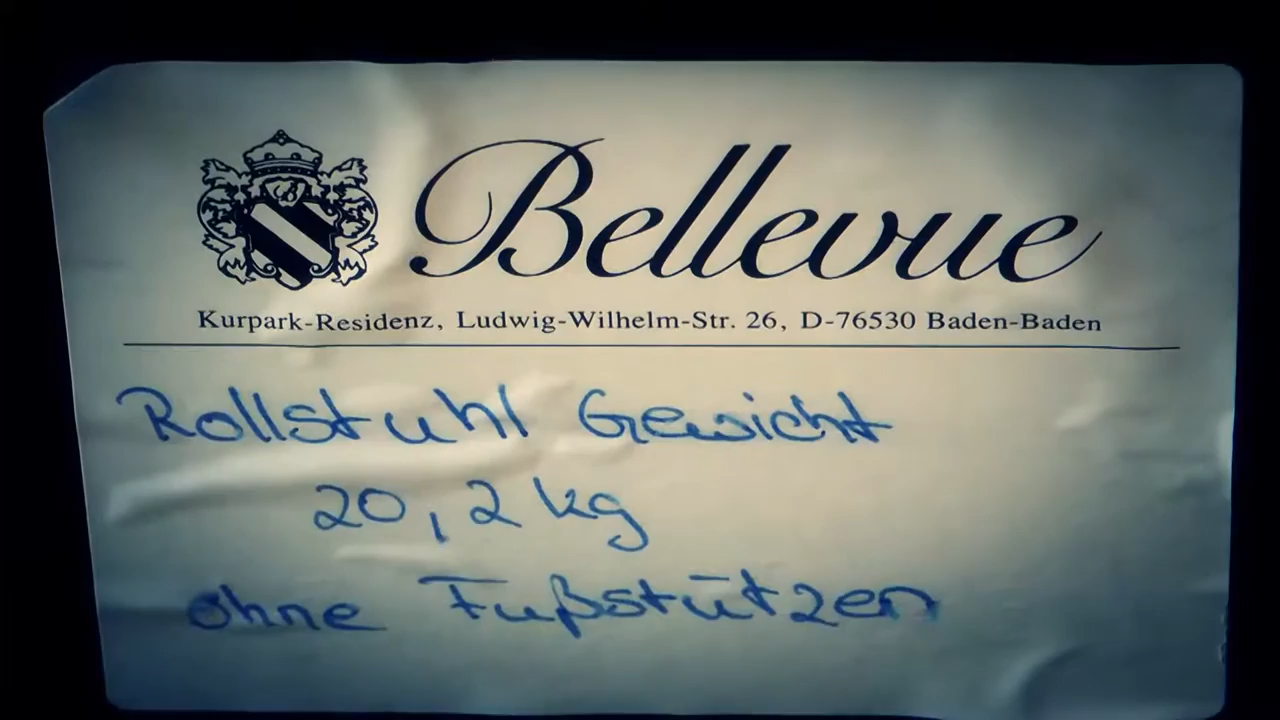 Bellevue
Kurpark-Residenz, Ludwig-Wilhelm-Str. 26, D-76530 Baden-Baden
Rollstuhl Gewicht
20,2 kg
ohne Fußstützen